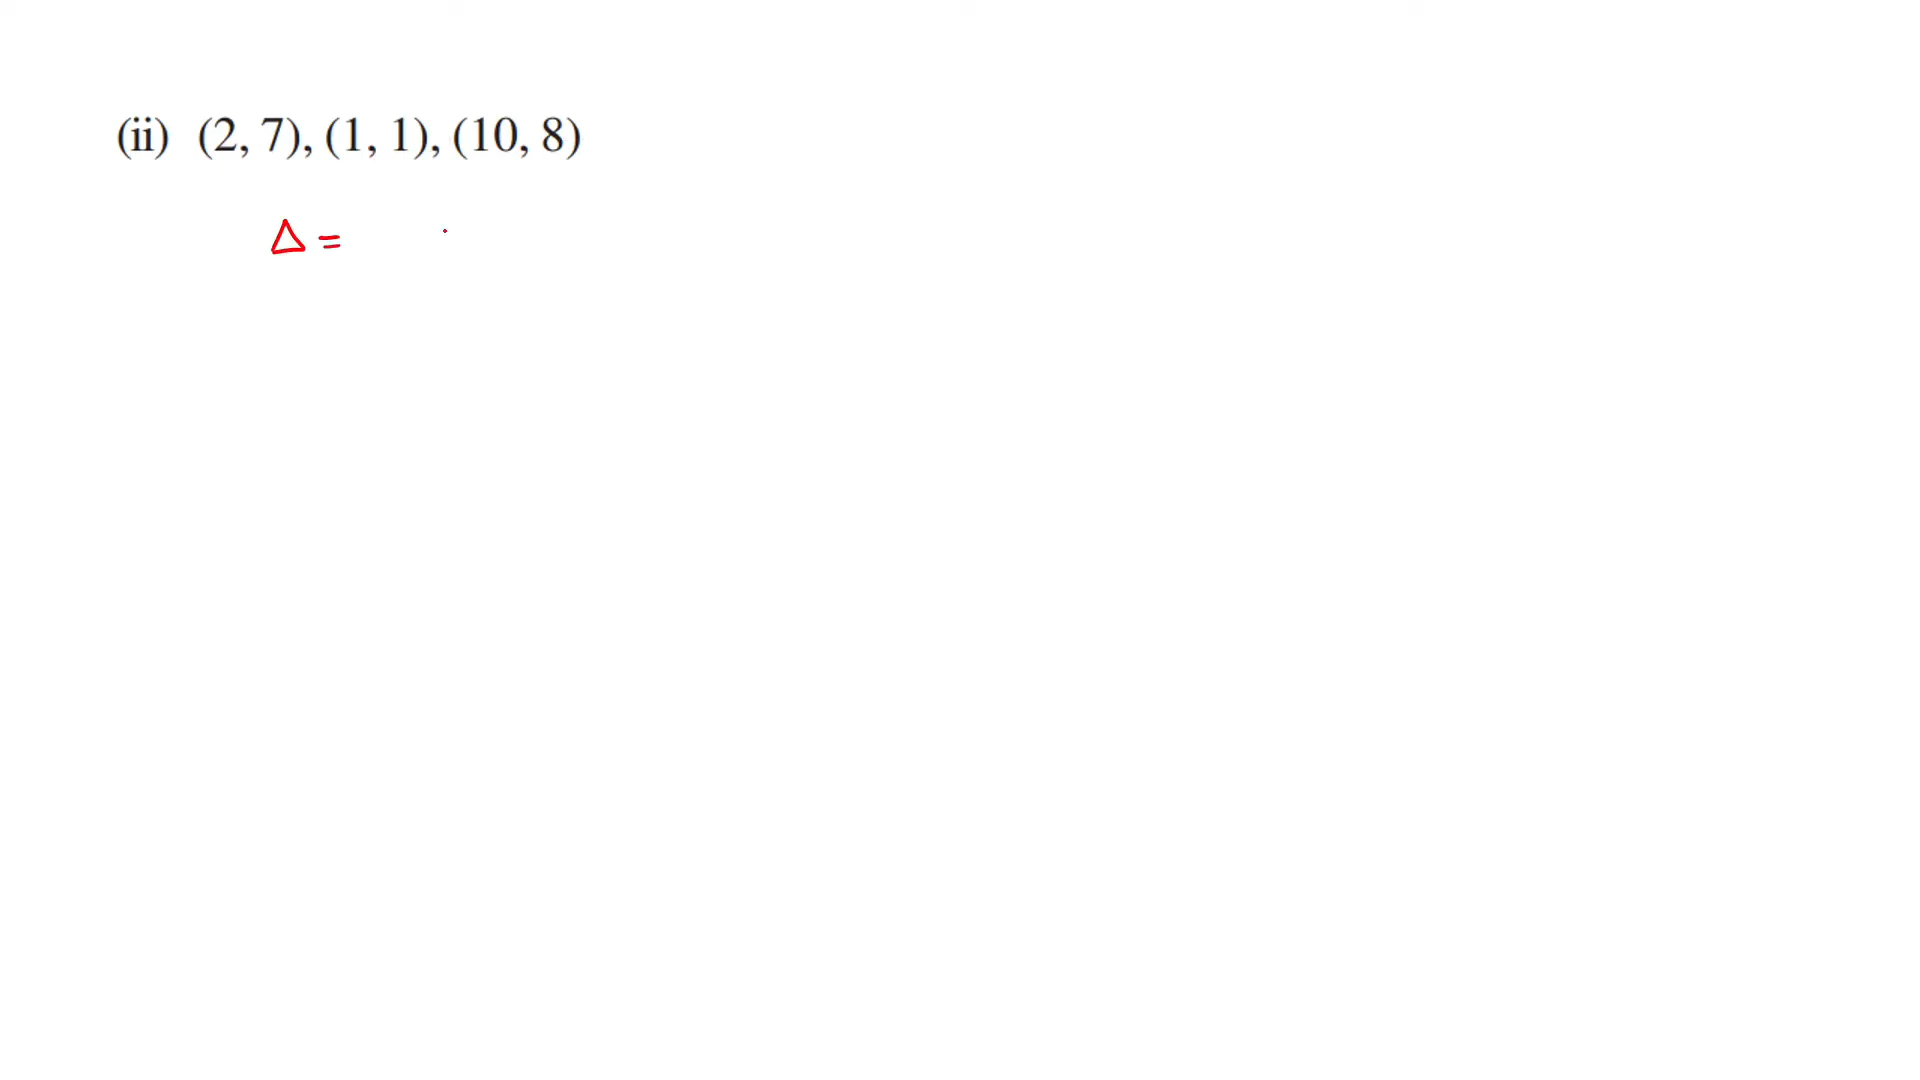 (ii) (2, 7), (1, 1), (10, 8)
Δ =